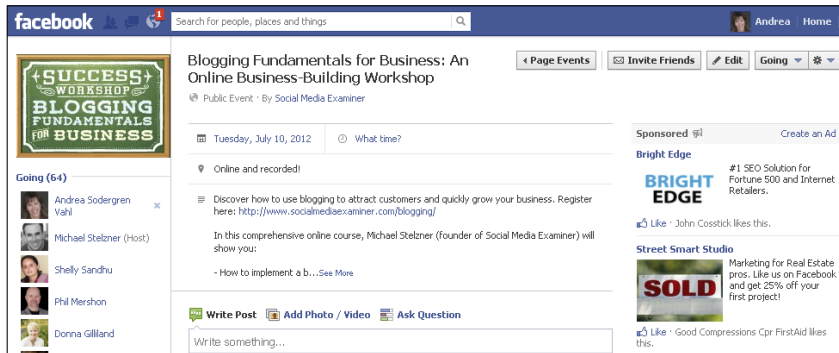 facebook
1
Search for people, places and things
Andrea
Home
SUCCESS
WORKSHOP
BLOGGING
FUNDAMENTALS
FOR BUSINESS
Blogging Fundamentals for Business: An
Online Business-Building Workshop
Public Event · By Social Media Examiner
Page Events
Invite Friends
Edit
Going
Tuesday, July 10, 2012
What time?
Online and recorded!
Discover how to use blogging to attract customers and quickly grow your business. Register
here: http://www.socialmediaexaminer.com/blogging/
In this comprehensive online course, Michael Stelzner (founder of Social Media Examiner) will
show you:
- How to implement a b...See More
Write Post
Add Photo / Video
Ask Question
Write something...
Going (64)
Andrea Sodergren
Vahl
x
Michael Stelzner (Host)
Shelly Sandhu
Phil Mershon
Donna Gilliland
Sponsored
Create an Ad
Bright Edge
BRIGHT
EDGE
#1 SEO Solution for
Fortune 500 and Internet
Retailers.
Like · John Cosstick likes this.
Street Smart Studio
SOLD
Marketing for Real Estate
pros. Like us on Facebook
and get 25% off your
first project!
Like · Good Compressions Cpr FirstAid likes
this.